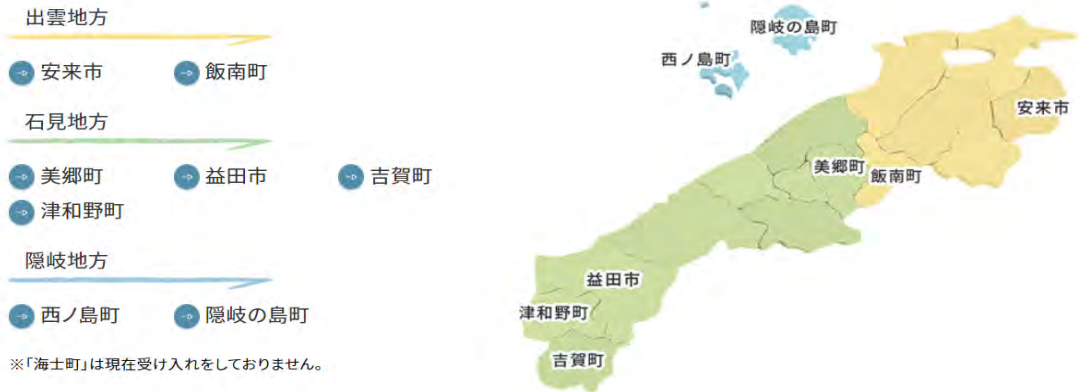 出雲地方
安来市 飯南町
石見地方
美郷町 益田市 吉賀町
津和野町
隠岐地方
西ノ島町 隠岐の島町
※「海士町」は現在受け入れをしておりません。
隠岐の島町
西ノ島町
安来市
美郷町
飯南町
益田市
津和野町
吉賀町